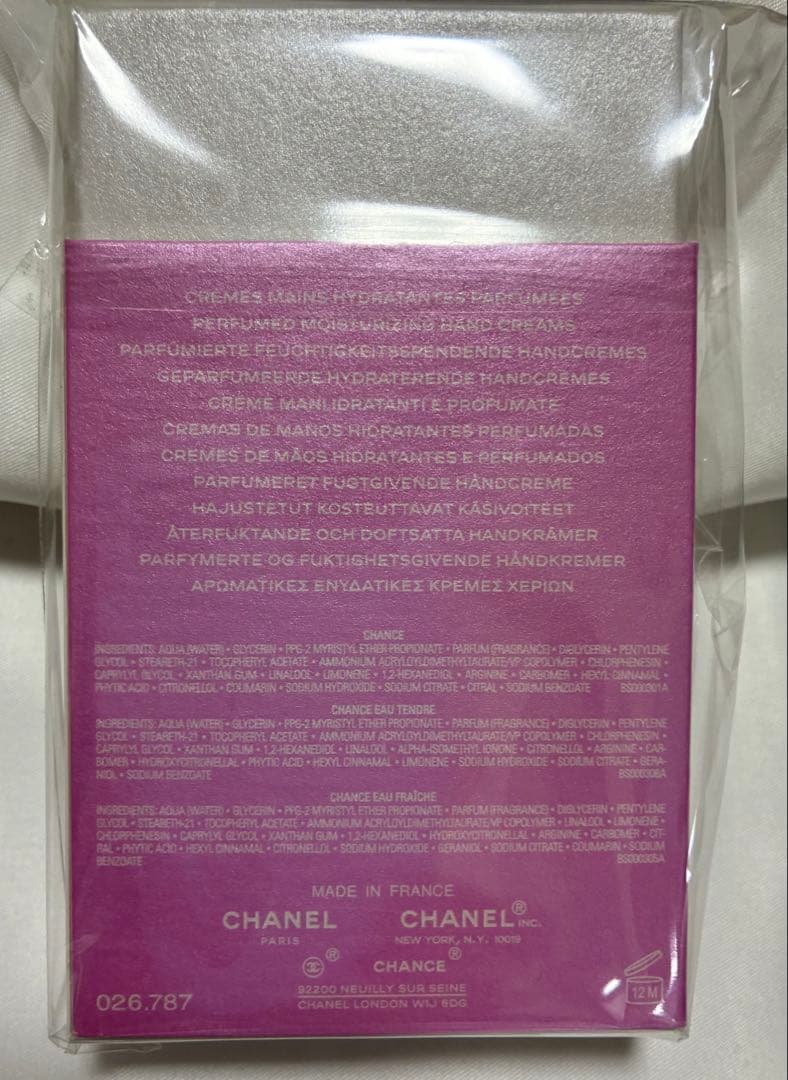 CRÈMES MAINS HYDRATANTES PARFUMÉES
PERFUMED MOISTURIZING HAND CREAMS
PARFÜMIERTE FEUCHTIGKEITSSPENDENDE HANDCREMES
GEPARFUMEERDE HYDRATERENDE HANDCRÈMES
CREME MANI IDRATANTI E PROFUMATE
CREMAS DE MANOS HIDRATANTES PERFUMADAS
CREMES DE MÃOS HIDRATANTES E PERFUMADOS
PARFUMERET FUGTGIVENDE HÅNDCREME
HAJUSTETUT KOSTEUTTAVAT KÄSIVOITEET
ÅTERFUKTANDE OCH DOFTSATTA HANDKRÄMER
PARFYMERTE OG FUKTIGHETSGIVENDE HÅNDKREMER
ΑΡΩΜΑΤΙΚΕΣ ΕΝΥΔΑΤΙΚΕΣ ΚΡΕΜΕΣ ΧΕΡΙΩΝ
CHANCE
INGREDIENTS: AQUA (WATER) • GLYCERIN • PPG-2 MYRISTYL ETHER PROPIONATE • PARFUM (FRAGRANCE) • DIGLYCERIN • PENTYLENE
GLYCOL • STEARETH-21 • TOCOPHERYL ACETATE • AMMONIUM ACRYLOYLDIMETHYLTAURATE/VP COPOLYMER • CHLORPHENESIN •
CAPRYLYL GLYCOL • XANTHAN GUM • LINALOOL • LIMONENE • 1,2-HEXANEDIOL • ARGININE • CARBOMER • HEXYL CINNAMAL •
PHYTIC ACID • CITRONELLOL • COUMARIN • SODIUM HYDROXIDE • SODIUM CITRATE • CITRAL • SODIUM BENZOATE BS000301A
CHANCE EAU TENDRE
INGREDIENTS: AQUA (WATER) • GLYCERIN • PPG-2 MYRISTYL ETHER PROPIONATE • PARFUM (FRAGRANCE) • DIGLYCERIN • PENTYLENE
GLYCOL • STEARETH-21 • TOCOPHERYL ACETATE • AMMONIUM ACRYLOYLDIMETHYLTAURATE/VP COPOLYMER • CHLORPHENESIN •
CAPRYLYL GLYCOL • XANTHAN GUM • 1,2-HEXANEDIOL • LINALOOL • ALPHA-ISOMETHYL IONONE • CITRONELLOL • ARGININE • CAR-
BOMER • HYDROXYCITRONELLAL • PHYTIC ACID • HEXYL CINNAMAL • LIMONENE • SODIUM HYDROXIDE • SODIUM CITRATE • GERA-
NIOL • SODIUM BENZOATE BS000306A
CHANCE EAU FRAÎCHE
INGREDIENTS: AQUA (WATER) • GLYCERIN • PPG-2 MYRISTYL ETHER PROPIONATE • PARFUM (FRAGRANCE) • DIGLYCERIN • PENTYLENE
GLYCOL • STEARETH-21 • TOCOPHERYL ACETATE • AMMONIUM ACRYLOYLDIMETHYLTAURATE/VP COPOLYMER • LINALOOL • LIMONENE •
CHLORPHENESIN • CAPRYLYL GLYCOL • XANTHAN GUM • 1,2-HEXANEDIOL • HYDROXYCITRONELLAL • ARGININE • CARBOMER • CIT-
RAL • PHYTIC ACID • HEXYL CINNAMAL • CITRONELLOL • SODIUM HYDROXIDE • GERANIOL • SODIUM CITRATE • COUMARIN • SODIUM
BENZOATE BS000305A
MADE IN FRANCE
CHANEL CHANEL® INC.
PARIS NEW YORK, N.Y. 10019
® CHANCE®
92200 NEUILLY SUR SEINE
CHANEL LONDON W1J 6DG
026.787 12 M